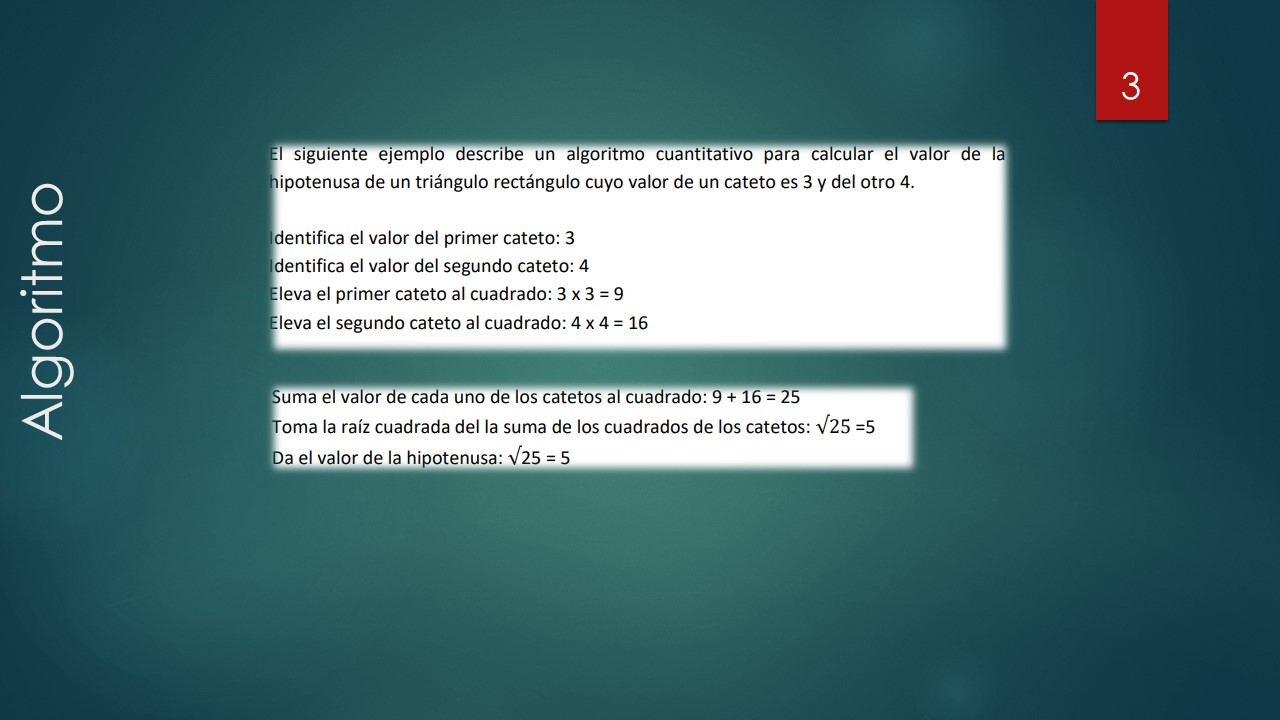 3
Algoritmo
El siguiente ejemplo describe un algoritmo cuantitativo para calcular el valor de la
hipotenusa de un triángulo rectángulo cuyo valor de un cateto es 3 y del otro 4.
Identifica el valor del primer cateto: 3
Identifica el valor del segundo cateto: 4
Eleva el primer cateto al cuadrado: 3 x 3 = 9
Eleva el segundo cateto al cuadrado: 4 x 4 = 16
Suma el valor de cada uno de los catetos al cuadrado: 9 + 16 = 25
Toma la raíz cuadrada del la suma de los cuadrados de los catetos: √25 =5
Da el valor de la hipotenusa: √25 = 5